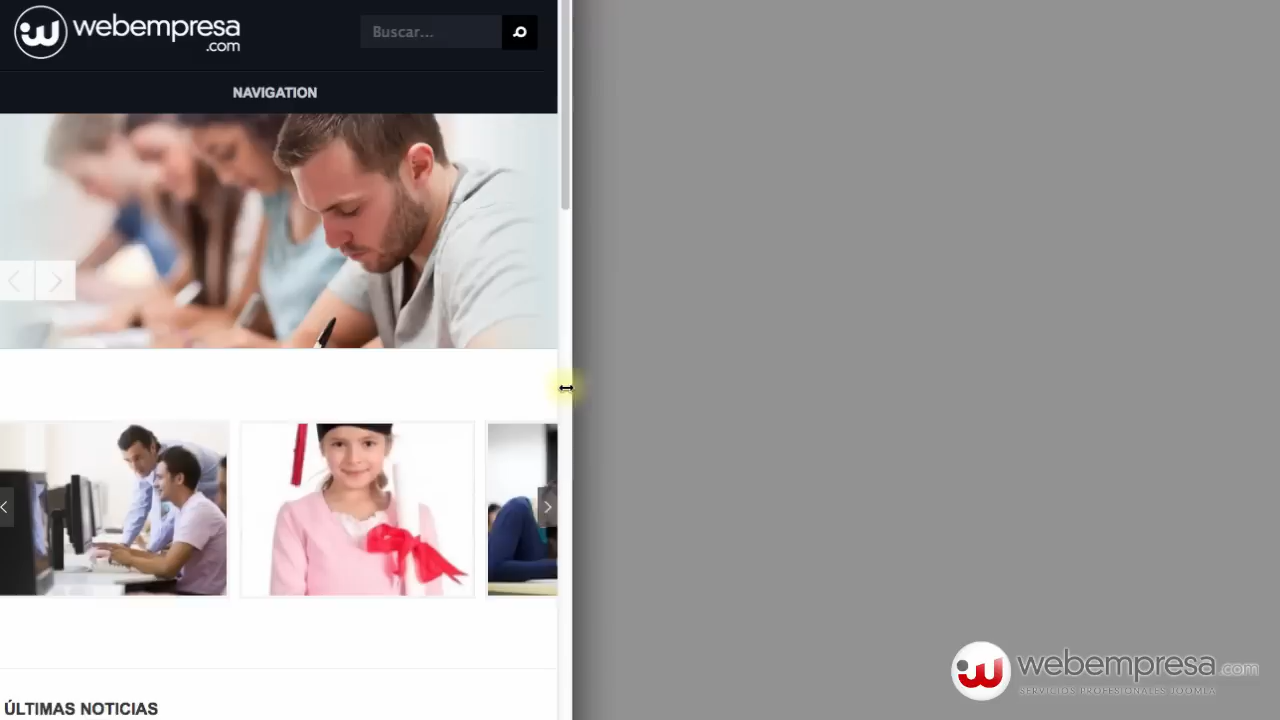 webempresa
.com
Buscar...
NAVIGATION
ÚLTIMAS NOTICIAS
webempresa.com
SERVICIOS PROFESIONALES JOOMLA